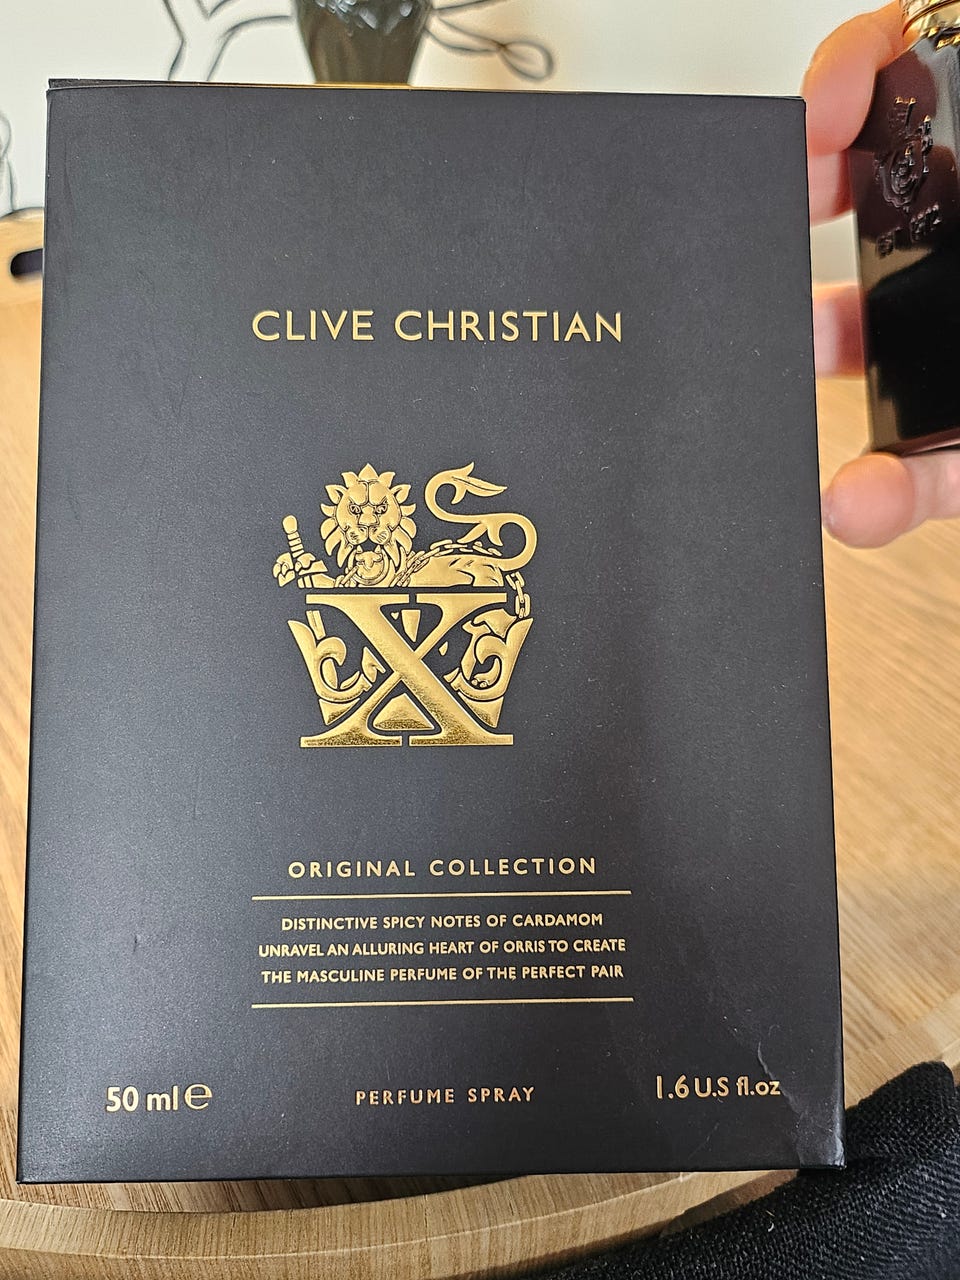 CLIVE CHRISTIAN
X
ORIGINAL COLLECTION
DISTINCTIVE SPICY NOTES OF CARDAMOM
UNRAVEL AN ALLURING HEART OF ORRIS TO CREATE
THE MASCULINE PERFUME OF THE PERFECT PAIR
50 ml e PERFUME SPRAY 1.6 U.S fl.oz